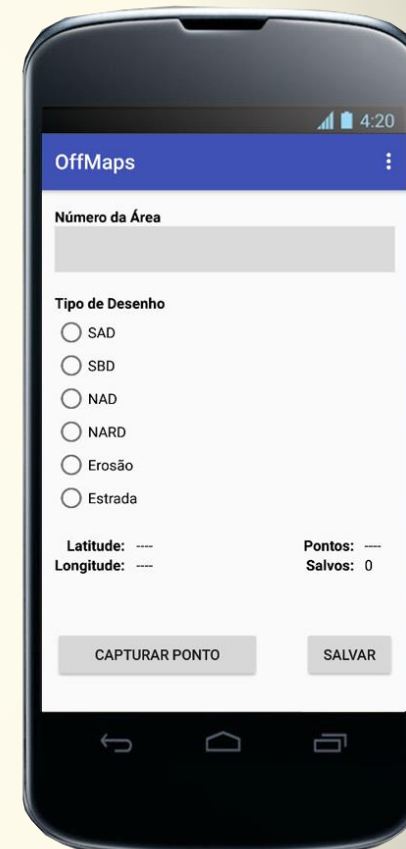 4:20
OffMaps
Número da Área
Tipo de Desenho
SAD
SBD
NAD
NARD
Erosão
Estrada
Latitude: ---- Pontos: ----
Longitude: ---- Salvos: 0
CAPTURAR PONTO SALVAR